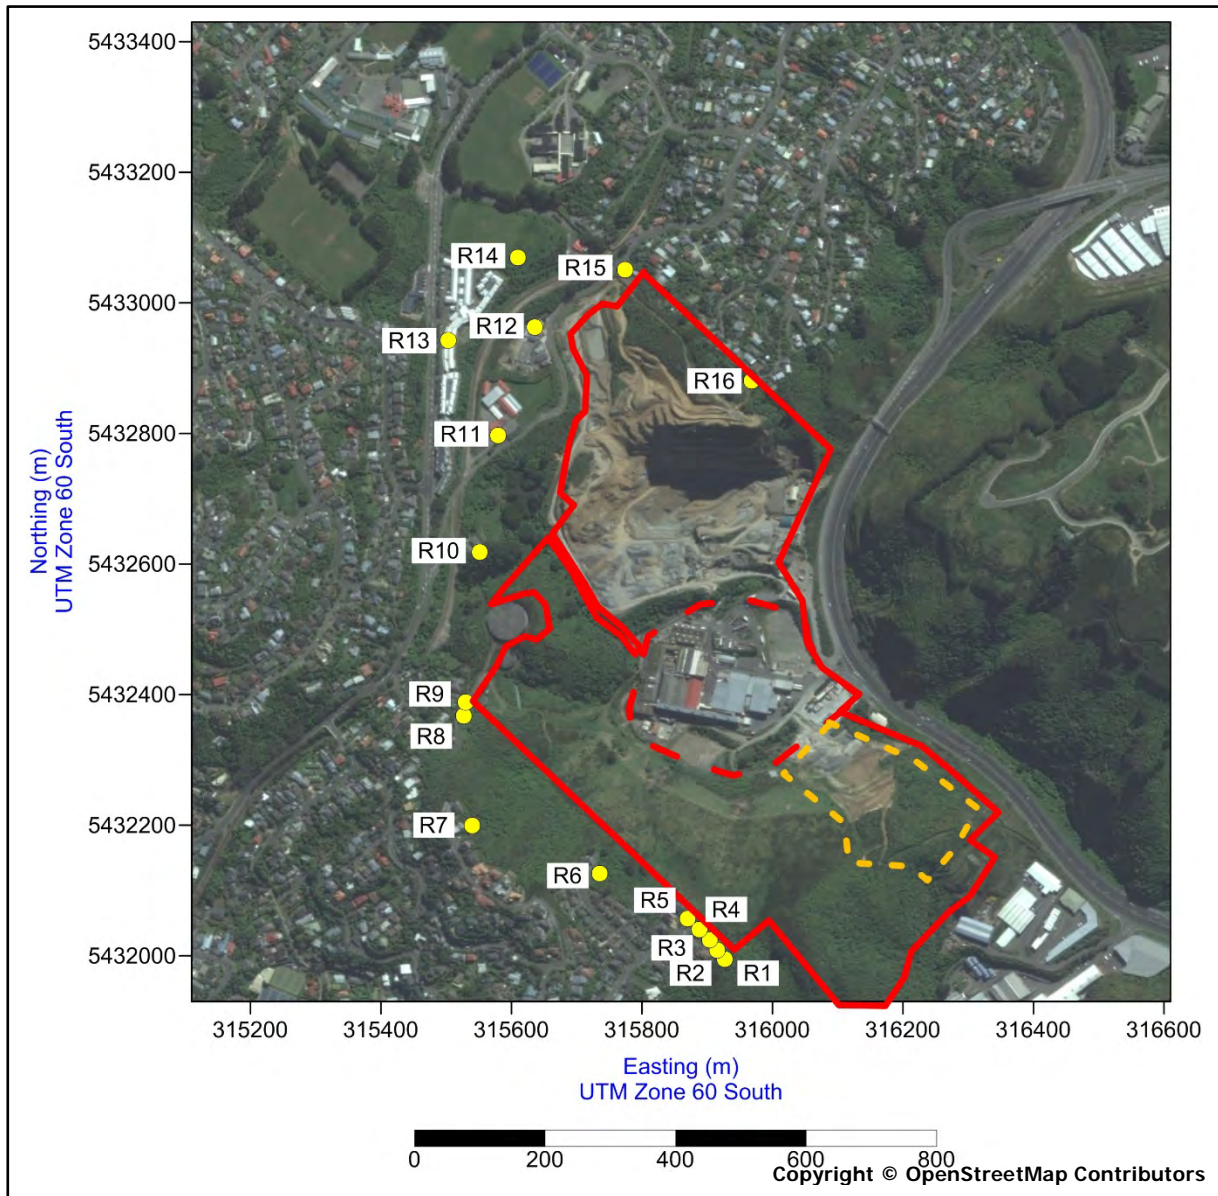 5433400
5433200
5433000
5432800
5432600
5432400
5432200
5432000
Northing (m)
UTM Zone 60 South
R14
R15
R12
R13
R16
R11
R10
R9
R8
R7
R6
R5
R4
R3
R2
R1
315200
315400
315600
315800
316000
316200
316400
316600
Easting (m)
UTM Zone 60 South
0
200
400
600
800
Copyright © OpenStreetMap Contributors